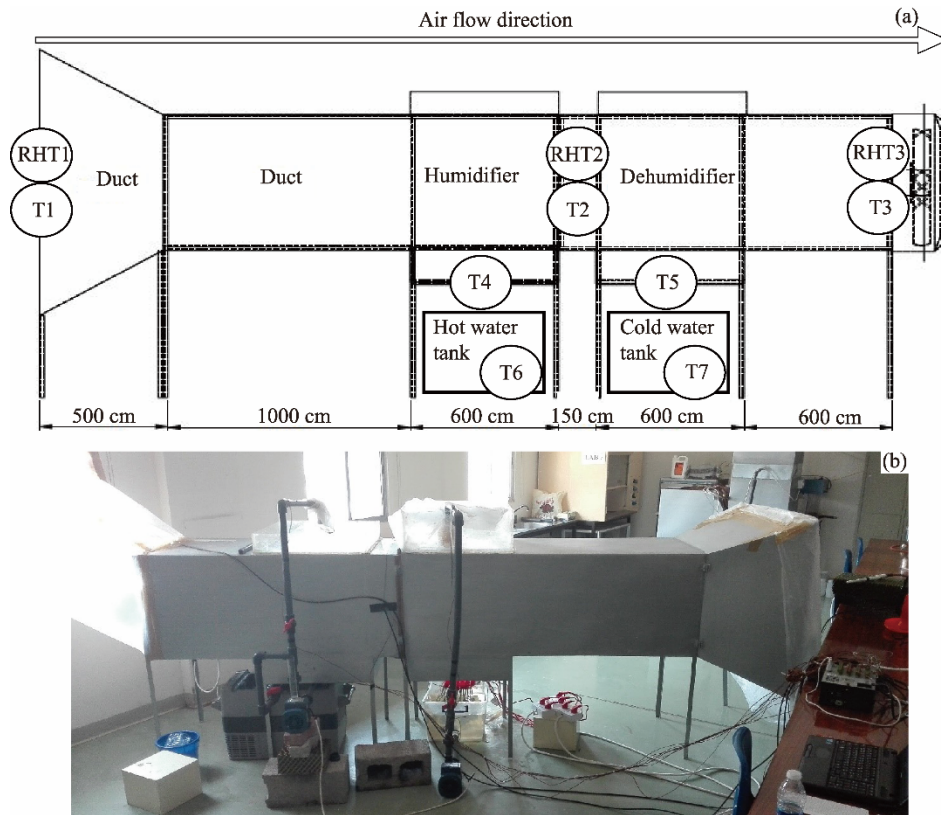 Air flow direction
(a)
RHT1
RHT2
RHT3
Duct
Duct
Humidifier
Dehumidifier
T1
T2
T3
T4
T5
Hot water
tank
Cold water
tank
T6
T7
500 cm
1000 cm
600 cm
150 cm
600 cm
600 cm
(b)